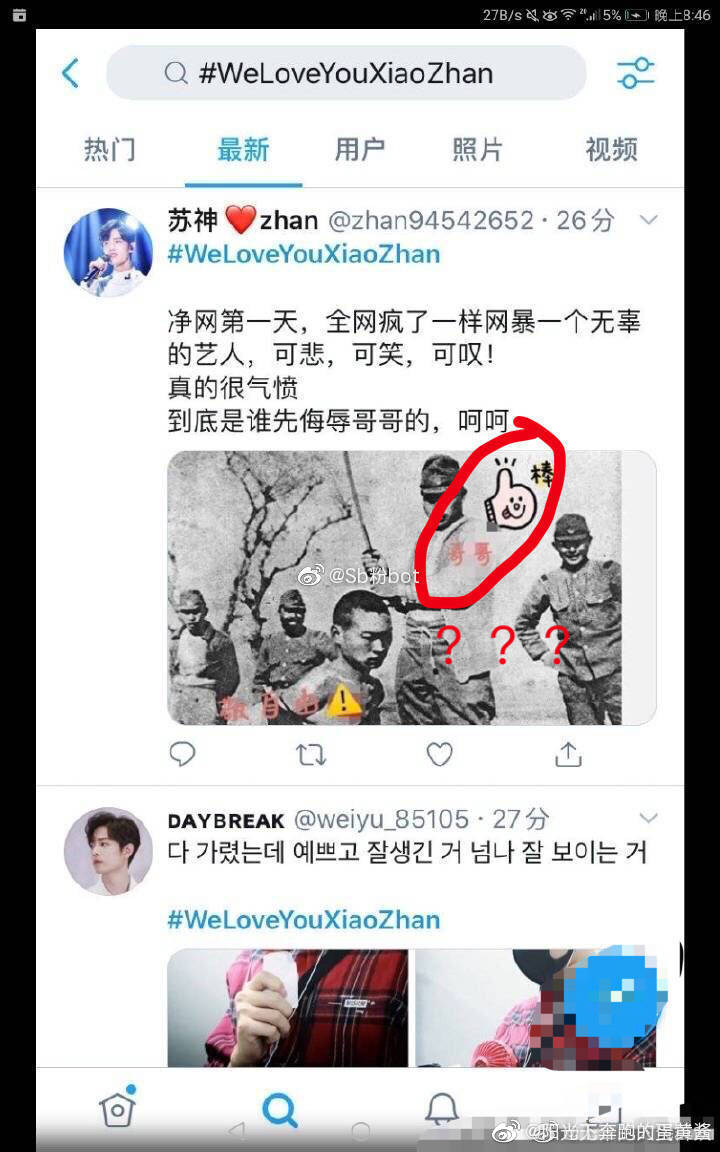 27B/s 5% 晚上8:46
#WeLoveYouXiaoZhan
热门 最新 用户 照片 视频
苏神❤️zhan @zhan94542652 · 26分
#WeLoveYouXiaoZhan
净网第一天，全网疯了一样网暴一个无辜
的艺人，可悲，可笑，可叹！
真的很气愤
到底是谁先侮辱哥哥的，呵呵
棒
哥哥
@Sb粉bot
？？？
敬自由⚠️
DAYBREAK @weiyu_85105 · 27分
다 가렸는데 예쁘고 잘생긴 거 넘나 잘 보이는 거
#WeLoveYouXiaoZhan
@阳光下奔跑的蛋黄酱